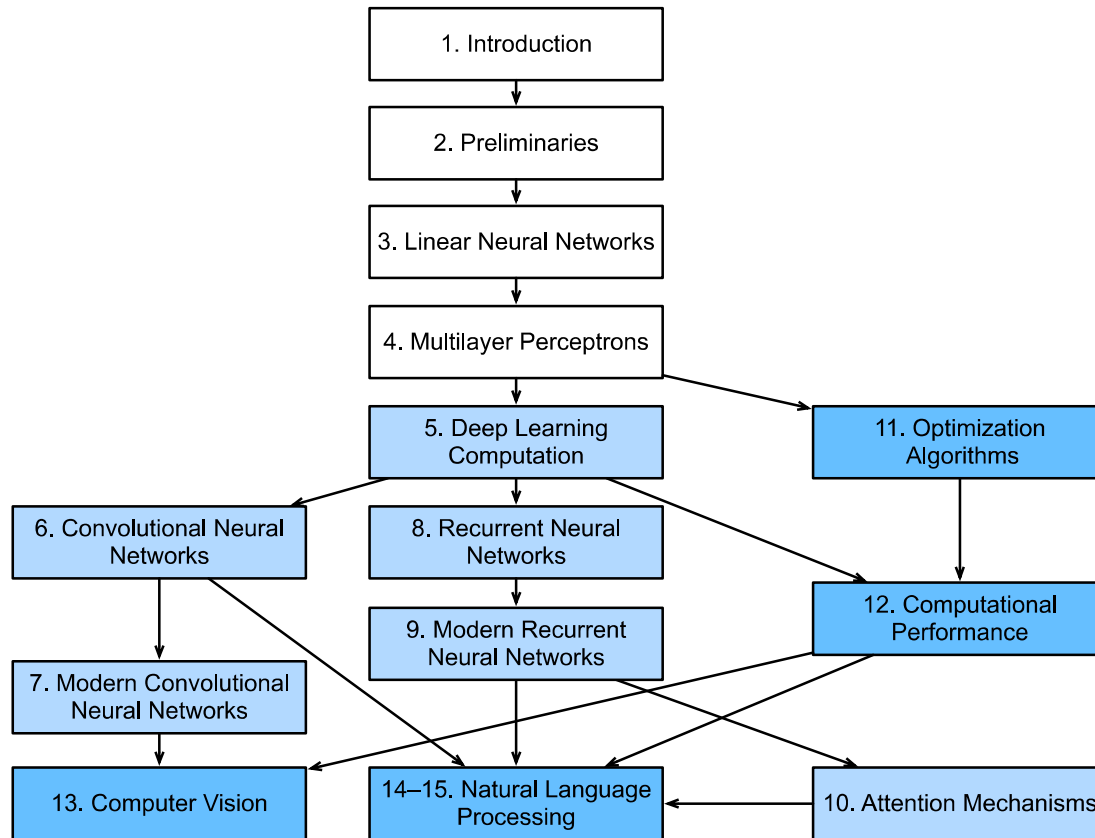 1. Introduction
2. Preliminaries
3. Linear Neural Networks
4. Multilayer Perceptrons
5. Deep Learning
Computation
11. Optimization
Algorithms
6. Convolutional Neural
Networks
8. Recurrent Neural
Networks
12. Computational
Performance
9. Modern Recurrent
Neural Networks
7. Modern Convolutional
Neural Networks
13. Computer Vision
14–15. Natural Language
Processing
10. Attention Mechanisms